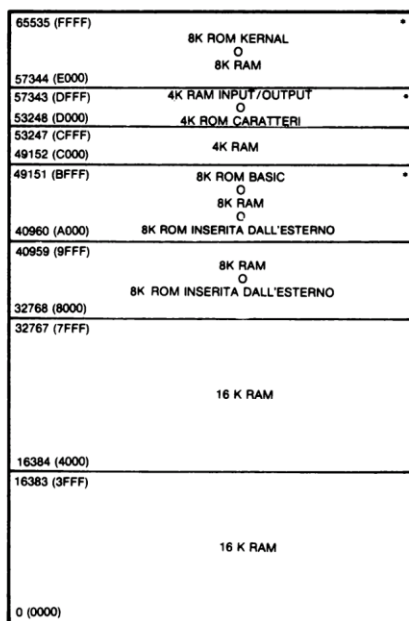 65535 (FFFF) *
8K ROM KERNAL
O
8K RAM
57344 (E000)
57343 (DFFF) 4K RAM INPUT/OUTPUT *
O
53248 (D000) 4K ROM CARATTERI
53247 (CFFF)
4K RAM
49152 (C000)
49151 (BFFF) 8K ROM BASIC *
O
8K RAM
O
40960 (A000) 8K ROM INSERITA DALL'ESTERNO
40959 (9FFF)
8K RAM
O
8K ROM INSERITA DALL'ESTERNO
32768 (8000)
32767 (7FFF)
16 K RAM
16384 (4000)
16383 (3FFF)
16 K RAM
0 (0000)